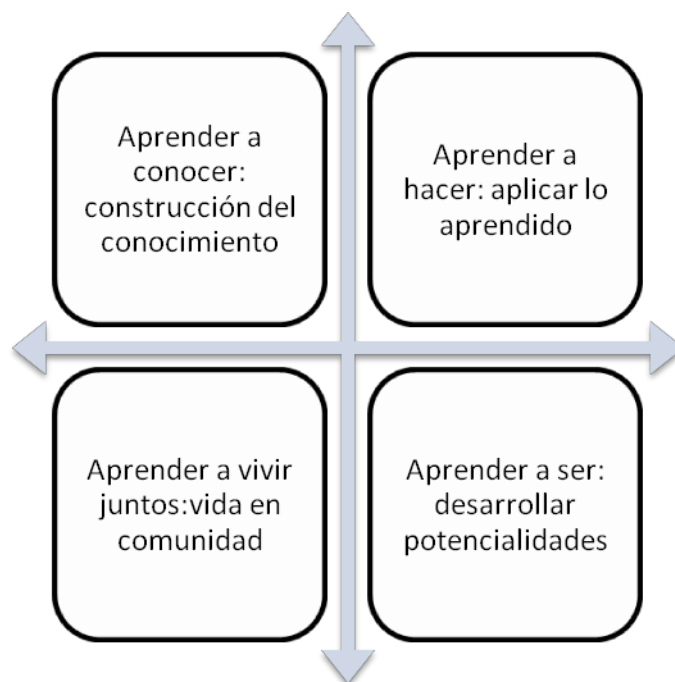 Aprender a
conocer:
construcción del
conocimiento
Aprender a
hacer: aplicar lo
aprendido
Aprender a vivir
juntos:vida en
comunidad
Aprender a ser:
desarrollar
potencialidades